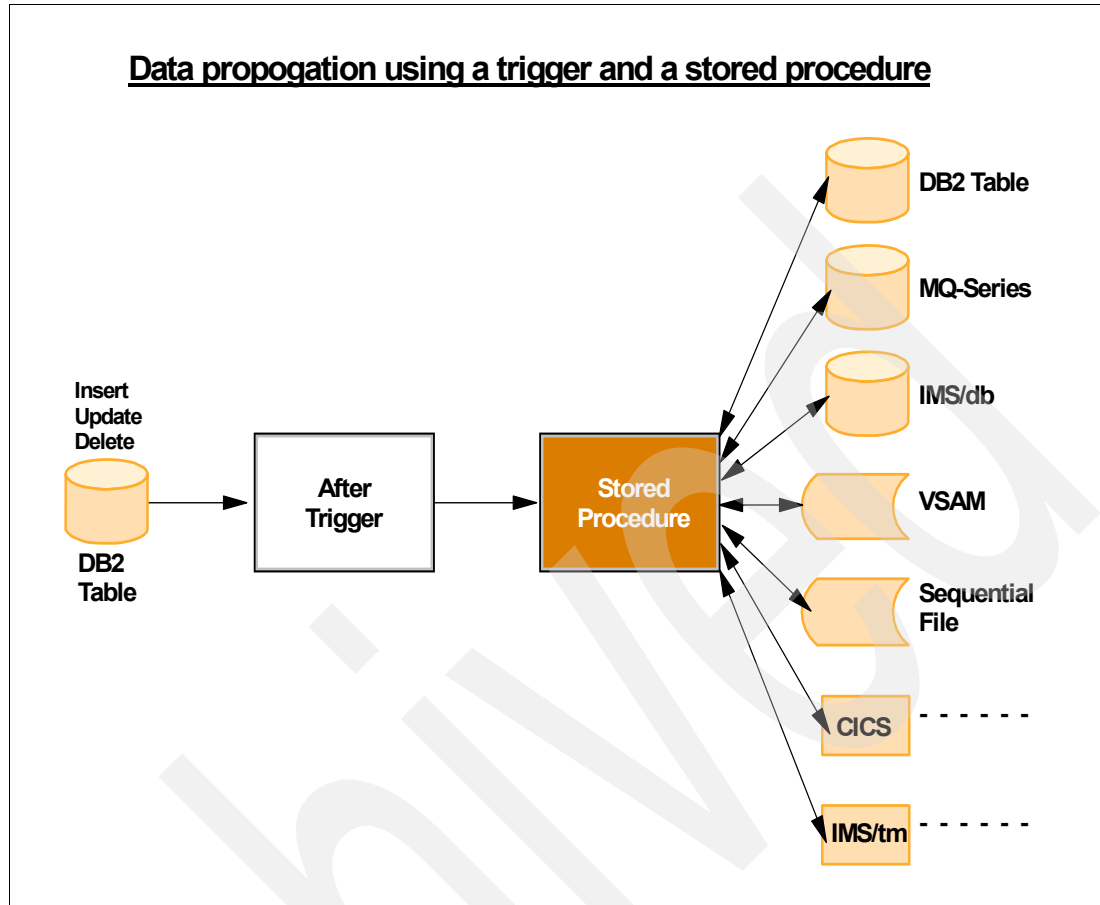 Data propogation using a trigger and a stored procedure
DB2 Table
MQ-Series
IMS/db
Insert
Update
Delete
After
Trigger
Stored
Procedure
VSAM
DB2
Table
Sequential
File
CICS
- - - - - -
IMS/tm
- - - - - -
hived